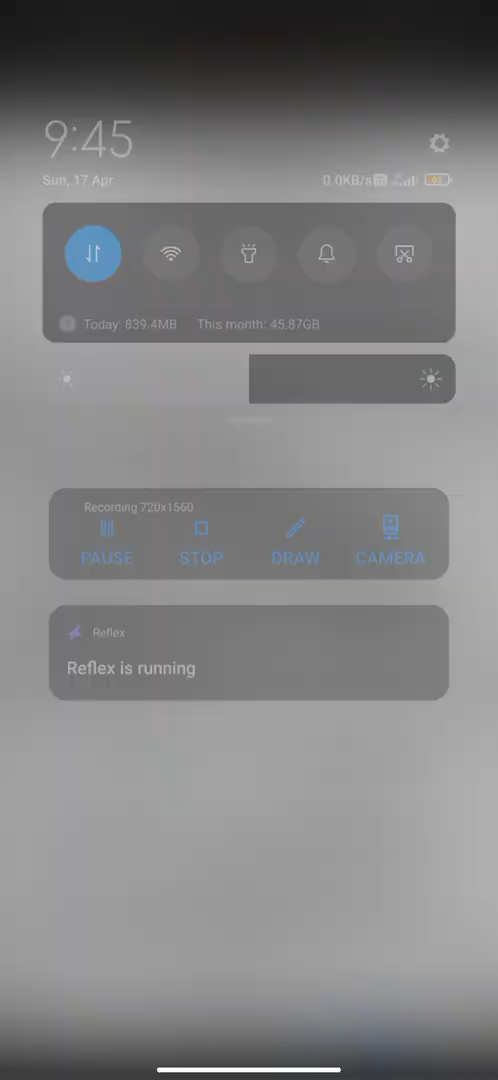 9:45
Sun, 17 Apr
0.0KB/s
Today: 839.4MB This month: 45.87GB
Recording 720x1560
PAUSE STOP DRAW CAMERA
Reflex
Reflex is running